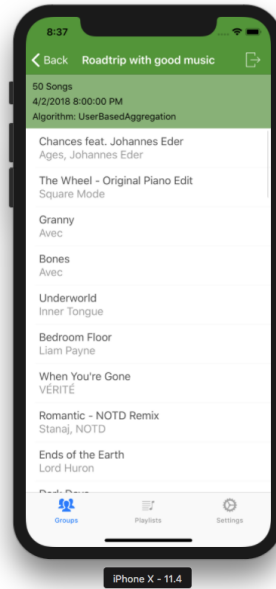 8:37
Back Roadtrip with good music
50 Songs
4/2/2018 8:00:00 PM
Algorithm: UserBasedAggregation
Chances feat. Johannes Eder
Ages, Johannes Eder
The Wheel - Original Piano Edit
Square Mode
Granny
Avec
Bones
Avec
Underworld
Inner Tongue
Bedroom Floor
Liam Payne
When You're Gone
VÉRITÉ
Romantic - NOTD Remix
Stanaj, NOTD
Ends of the Earth
Lord Huron
Dark Days
Groups Playlists Settings
iPhone X - 11.4